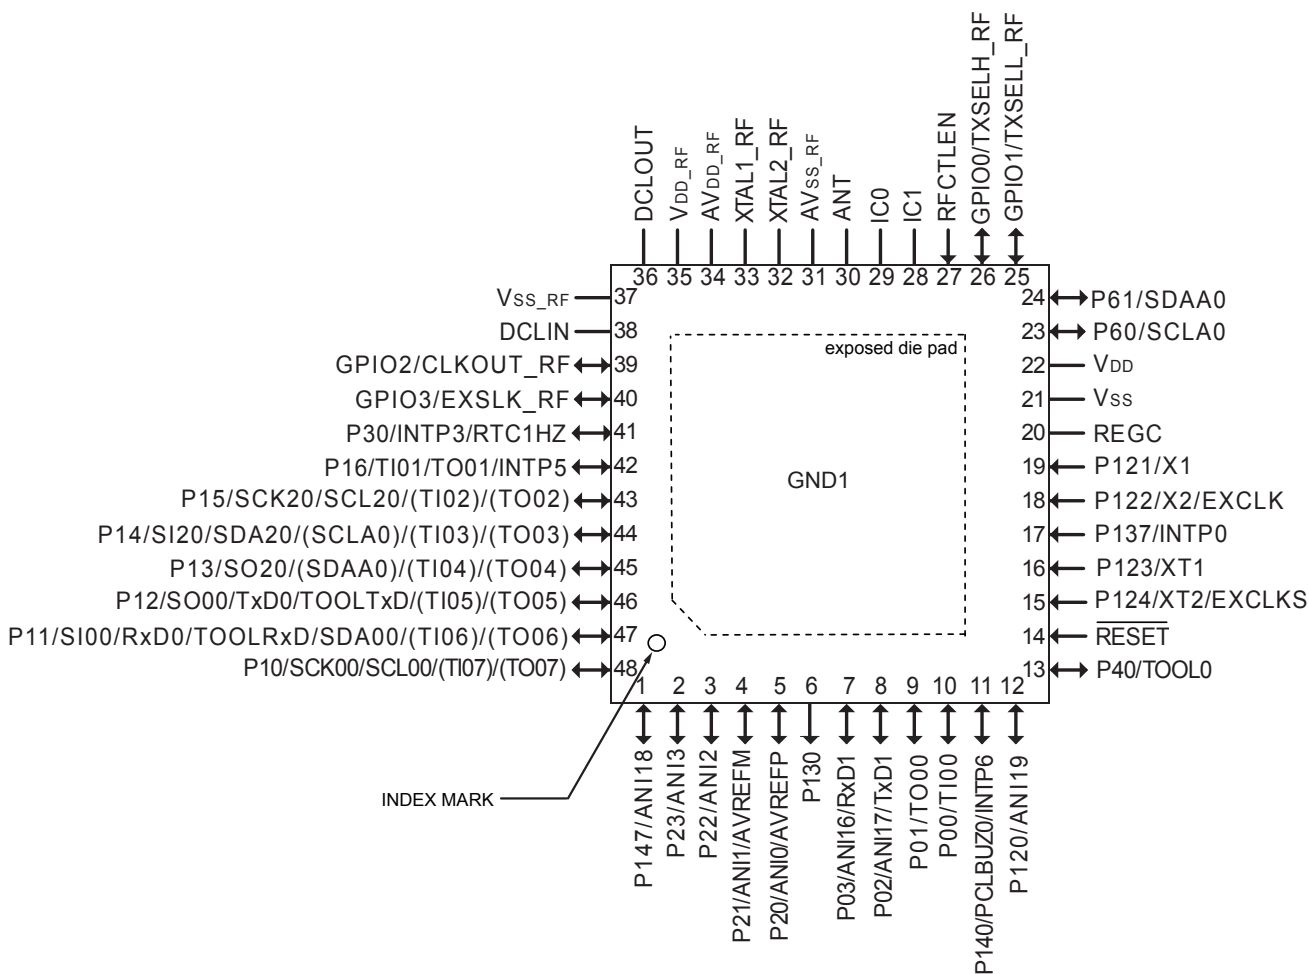 DCLOUT
VDD_RF
AVDD_RF
XTAL1_RF
XTAL2_RF
AVSS_RF
ANT
IC0
IC1
RFCTLEN
GPIO0/TXSELH_RF
GPIO1/TXSELL_RF
36 35 34 33 32 31 30 29 28 27 26 25
VSS_RF 37
DCLIN 38
GPIO2/CLKOUT_RF 39
GPIO3/EXSLK_RF 40
P30/INTP3/RTC1HZ 41
P16/TI01/TO01/INTP5 42
P15/SCK20/SCL20/(TI02)/(TO02) 43
P14/SI20/SDA20/(SCLA0)/(TI03)/(TO03) 44
P13/SO20/(SDAA0)/(TI04)/(TO04) 45
P12/SO00/TxD0/TOOLTxD/(TI05)/(TO05) 46
P11/SI00/RxD0/TOOLRxD/SDA00/(TI06)/(TO06) 47
P10/SCK00/SCL00/(TI07)/(TO07) 48
exposed die pad
GND1
24 P61/SDAA0
23 P60/SCLA0
22 VDD
21 VSS
20 REGC
19 P121/X1
18 P122/X2/EXCLK
17 P137/INTP0
16 P123/XT1
15 P124/XT2/EXCLKS
14 RESET
13 P40/TOOL0
1 2 3 4 5 6 7 8 9 10 11 12
P147/ANI18
P23/ANI3
P22/ANI2
P21/ANI1/AVREFM
P20/ANI0/AVREFP
P130
P03/ANI16/RxD1
P02/ANI17/TxD1
P01/TO00
P00/TI00
P140/PCLBUZ0/INTP6
P120/ANI19
INDEX MARK